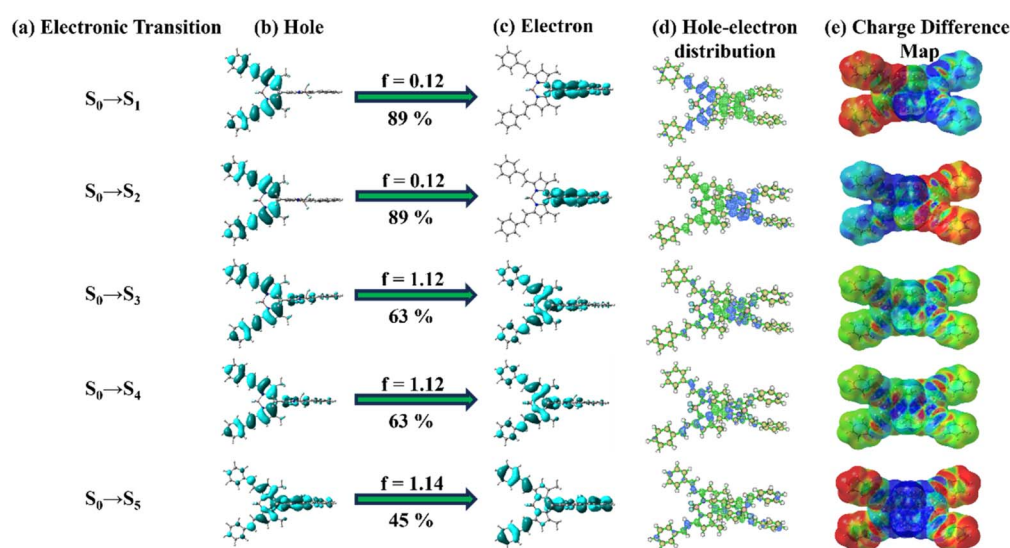 (a) Electronic Transition
(b) Hole
(c) Electron
(d) Hole-electron
distribution
(e) Charge Difference
Map
S₀→S₁
f = 0.12
89 %
S₀→S₂
f = 0.12
89 %
S₀→S₃
f = 1.12
63 %
S₀→S₄
f = 1.12
63 %
S₀→S₅
f = 1.14
45 %